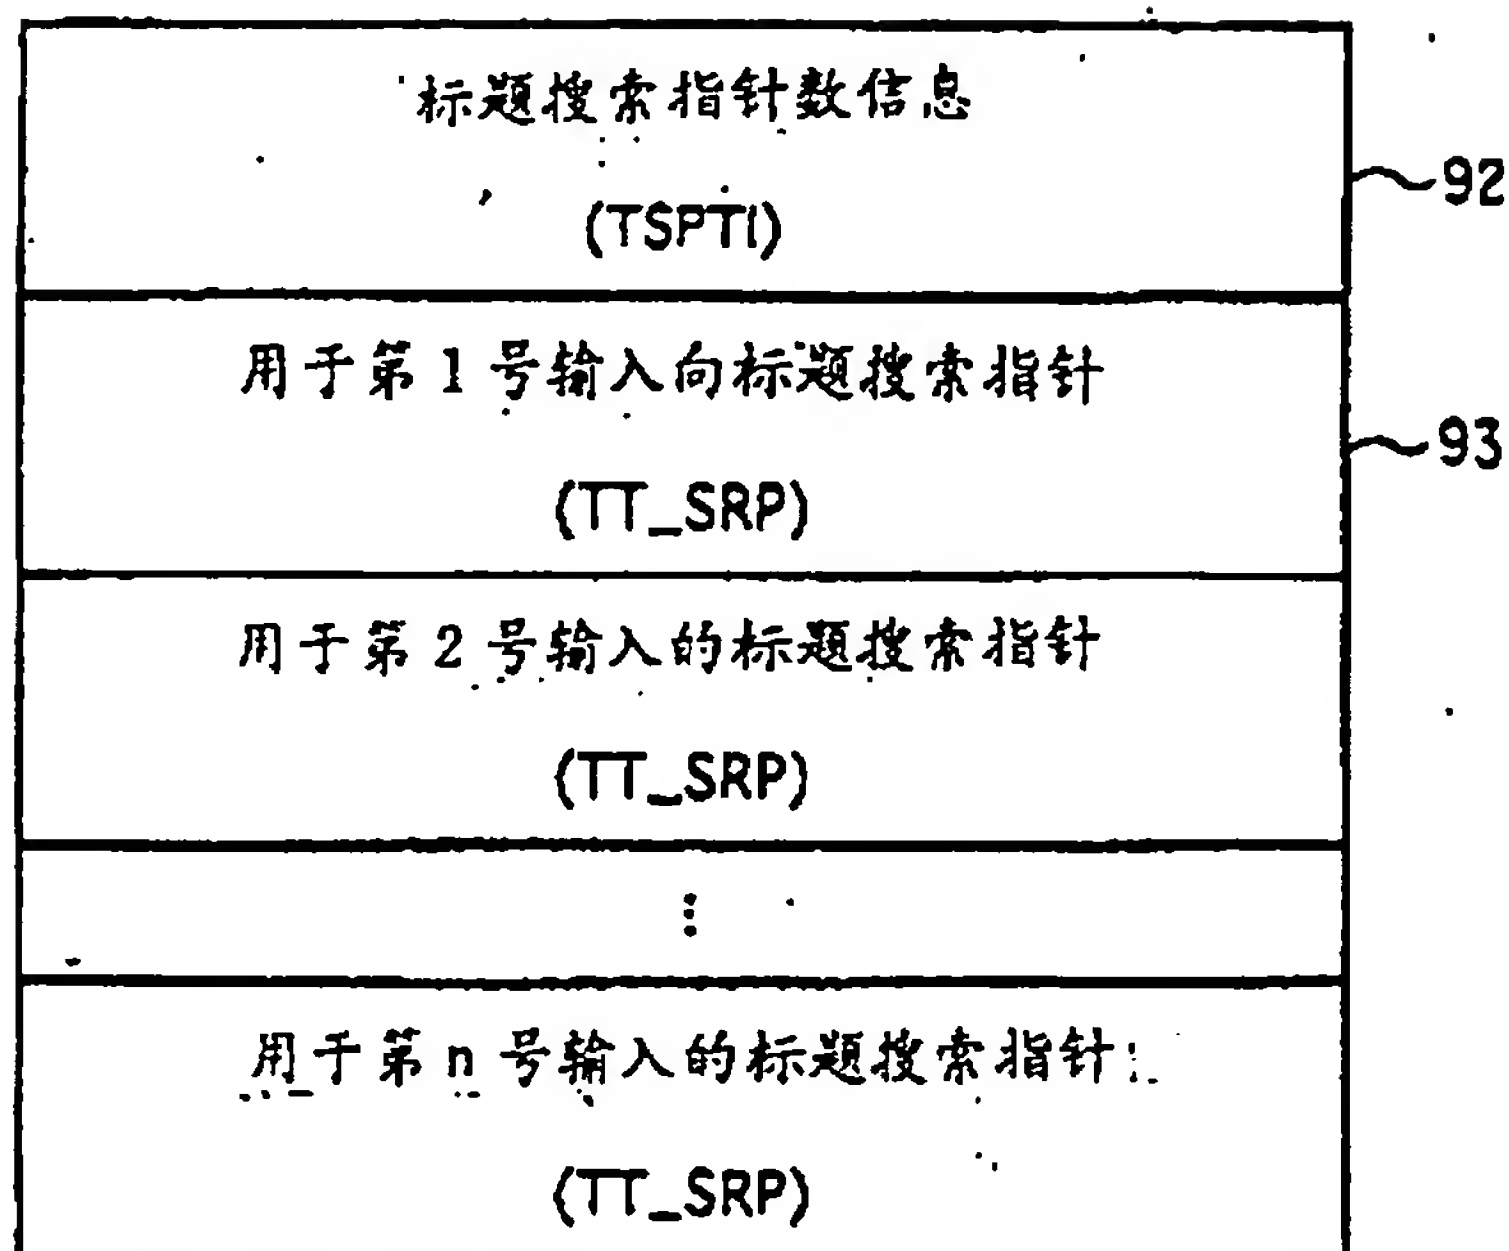 标题搜索指针数信息
(TSPTI)
92
用于第1号输入向标题搜索指针
(TT_SRP)
93
用于第2号输入的标题搜索指针
(TT_SRP)
⋮
用于第n号输入的标题搜索指针
(TT_SRP)